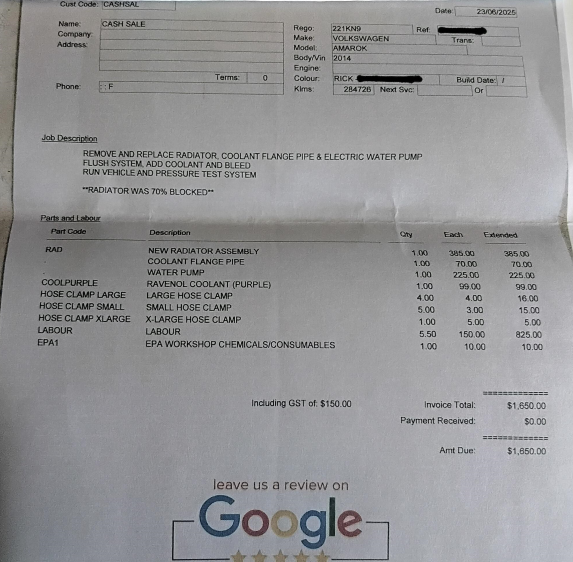 Cust Code: CASHSAL
Date: 23/06/2025
Name: CASH SALE
Company:
Address:
Terms: 0
Phone: : F
Rego: 221KN9 Ref:
Make: VOLKSWAGEN Trans:
Model: AMAROK
Body/Vin 2014
Engine:
Colour: RICK Build Date: /
Klms: 284726 Next Svc: Or
Job Description
REMOVE AND REPLACE RADIATOR, COOLANT FLANGE PIPE & ELECTRIC WATER PUMP
FLUSH SYSTEM, ADD COOLANT AND BLEED
RUN VEHICLE AND PRESSURE TEST SYSTEM
**RADIATOR WAS 70% BLOCKED**
Parts and Labour
Part Code Description Qty Each Extended
RAD NEW RADIATOR ASSEMBLY 1.00 385.00 385.00
. COOLANT FLANGE PIPE 1.00 70.00 70.00
. WATER PUMP 1.00 225.00 225.00
COOLPURPLE RAVENOL COOLANT (PURPLE) 1.00 99.00 99.00
HOSE CLAMP LARGE LARGE HOSE CLAMP 4.00 4.00 16.00
HOSE CLAMP SMALL SMALL HOSE CLAMP 5.00 3.00 15.00
HOSE CLAMP XLARGE X-LARGE HOSE CLAMP 1.00 5.00 5.00
LABOUR LABOUR 5.50 150.00 825.00
EPA1 EPA WORKSHOP CHEMICALS/CONSUMABLES 1.00 10.00 10.00
=============
Including GST of: $150.00 Invoice Total: $1,650.00
Payment Received: $0.00
=============
Amt Due: $1,650.00
leave us a review on
Google